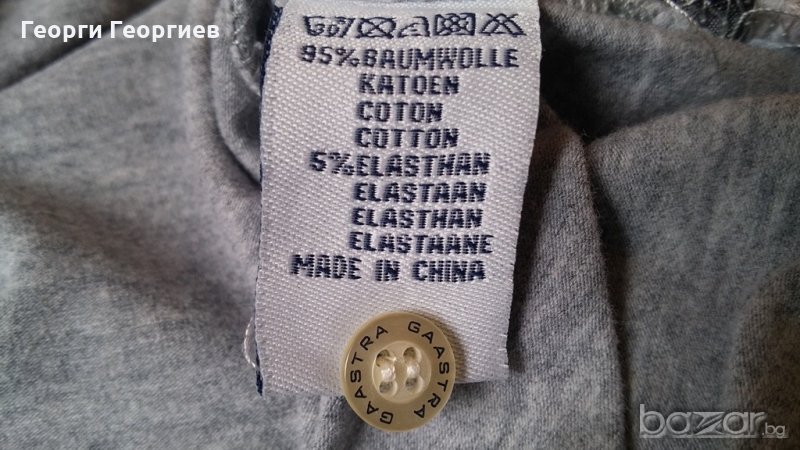 Георги Георгиев
95%BAUMWOLLE
KATOEN
COTON
COTTON
5%ELASTHAN
ELASTAAN
ELASTHAN
ELASTAANE
MADE IN CHINA
GAASTRA GAASTRA
bazar.bg